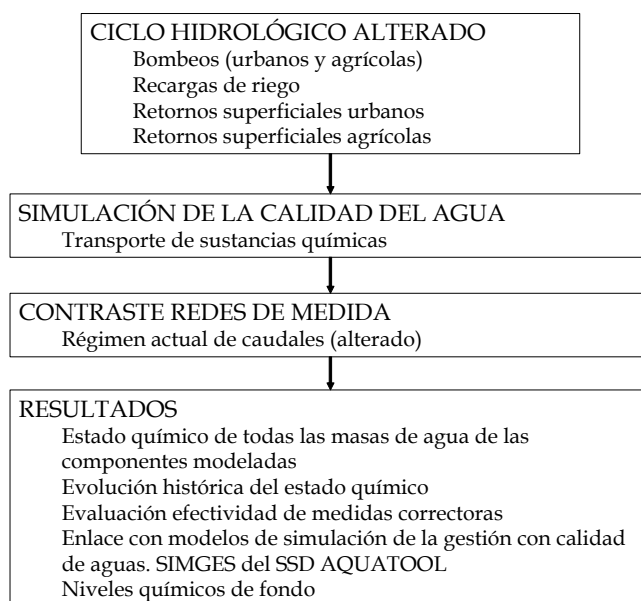 CICLO HIDROLÓGICO ALTERADO
Bombeos (urbanos y agrícolas)
Recargas de riego
Retornos superficiales urbanos
Retornos superficiales agrícolas
SIMULACIÓN DE LA CALIDAD DEL AGUA
Transporte de sustancias químicas
CONTRASTE REDES DE MEDIDA
Régimen actual de caudales (alterado)
RESULTADOS
Estado químico de todas las masas de agua de las
componentes modeladas
Evolución histórica del estado químico
Evaluación efectividad de medidas correctoras
Enlace con modelos de simulación de la gestión con calidad
de aguas. SIMGES del SSD AQUATOOL
Niveles químicos de fondo